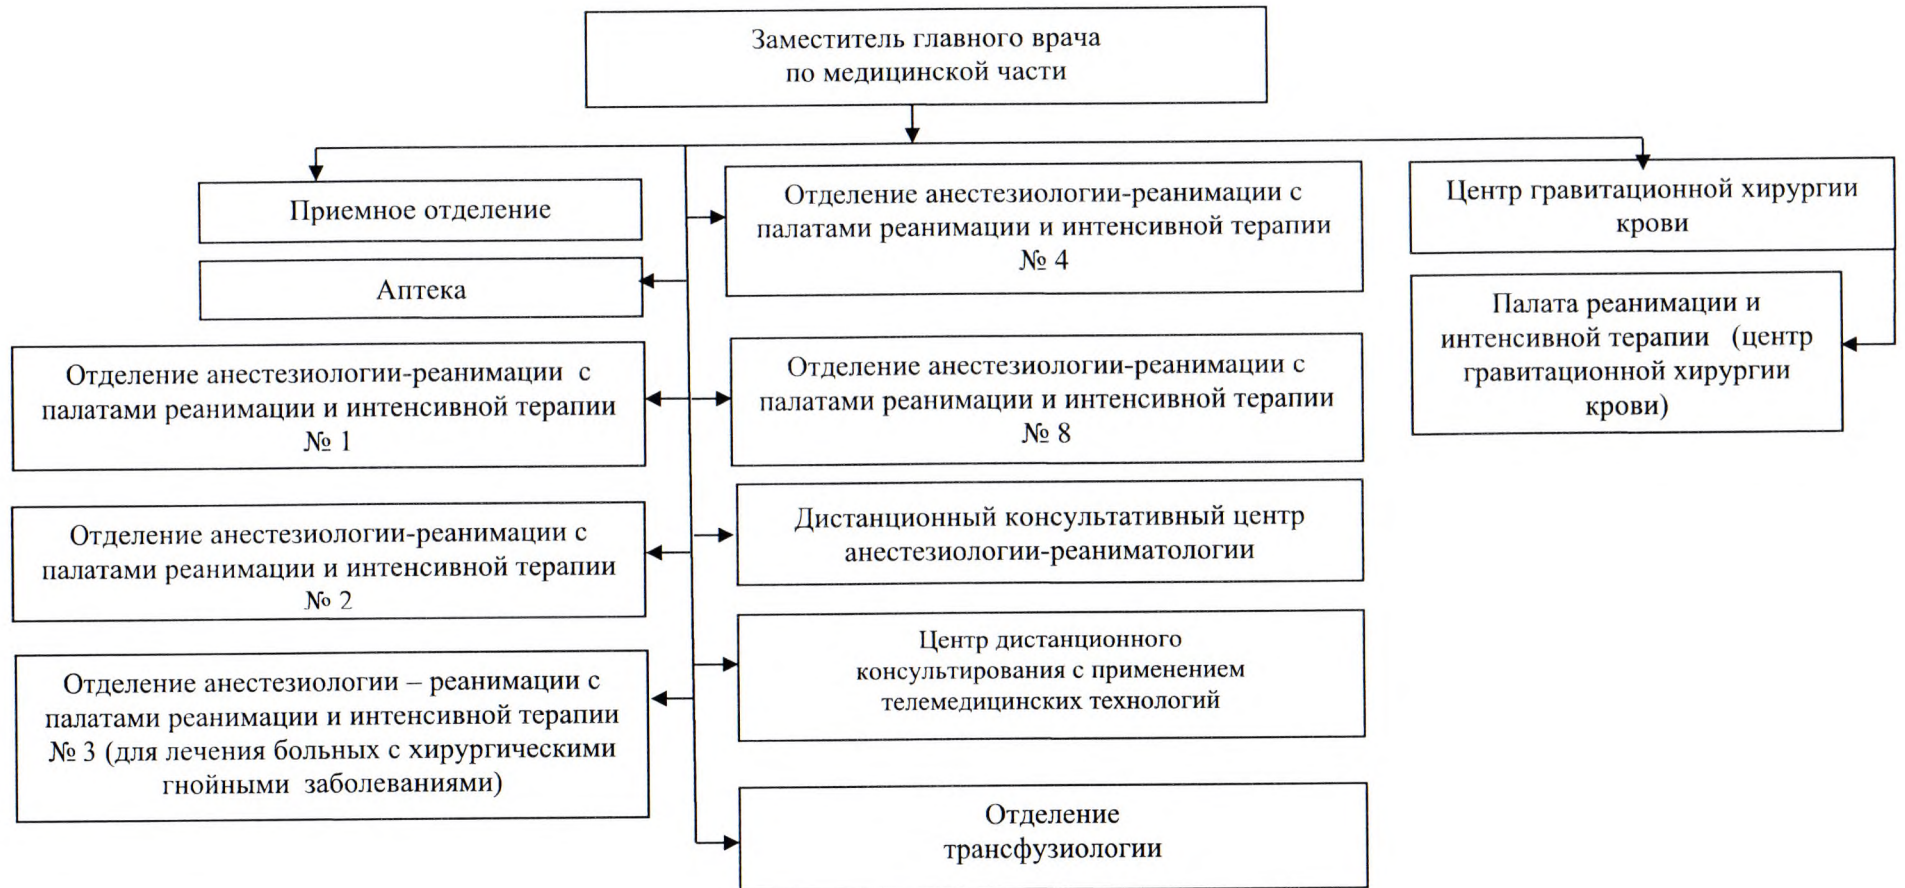 Заместитель главного врача
по медицинской части
Приемное отделение
Аптека
Отделение анестезиологии-реанимации с
палатами реанимации и интенсивной терапии
№ 1
Отделение анестезиологии-реанимации с
палатами реанимации и интенсивной терапии
№ 2
Отделение анестезиологии – реанимации с
палатами реанимации и интенсивной терапии
№ 3 (для лечения больных с хирургическими
гнойными заболеваниями)
Отделение анестезиологии-реанимации с
палатами реанимации и интенсивной терапии
№ 4
Отделение анестезиологии-реанимации с
палатами реанимации и интенсивной терапии
№ 8
Дистанционный консультативный центр
анестезиологии-реаниматологии
Центр дистанционного
консультирования с применением
телемедицинских технологий
Отделение
трансфузиологии
Центр гравитационной хирургии
крови
Палата реанимации и
интенсивной терапии (центр
гравитационной хирургии
крови)